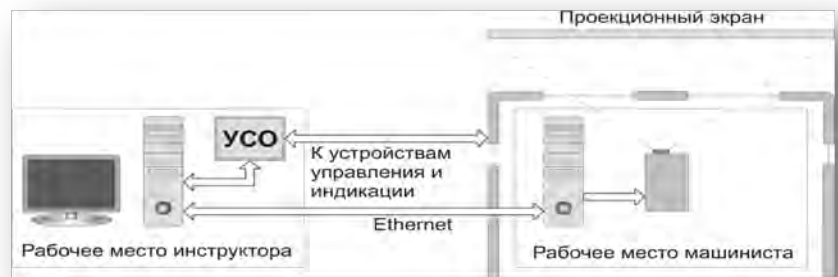 Проекционный экран
УСО
К устройствам
управления и
индикации
Ethernet
Рабочее место инструктора
Рабочее место машиниста